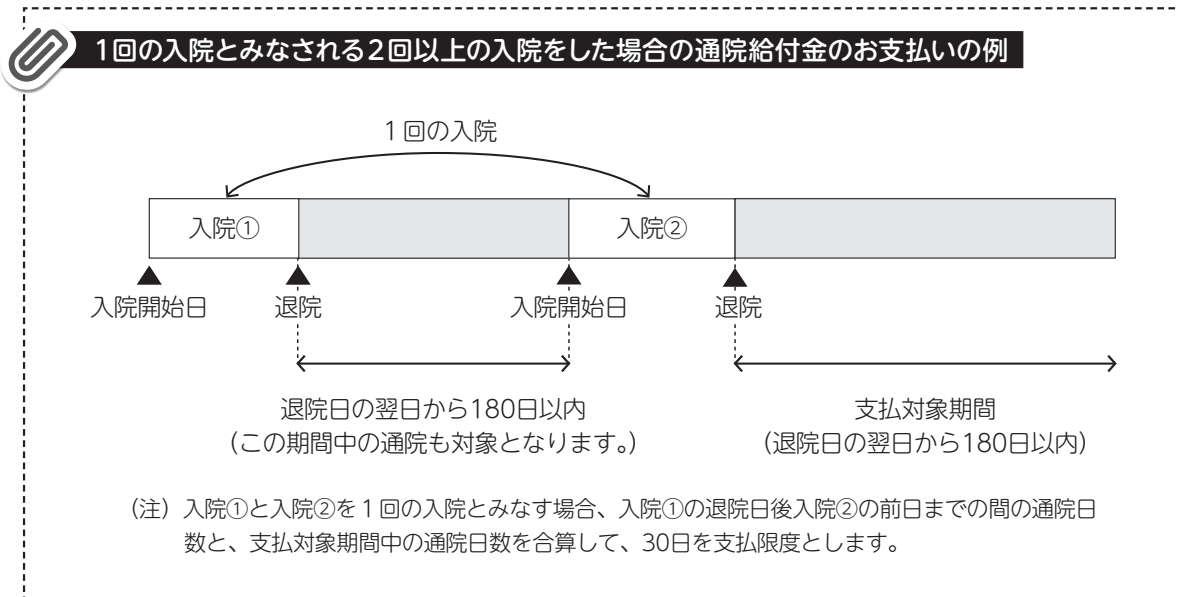 1回の入院とみなされる2回以上の入院をした場合の通院給付金のお支払いの例
1回の入院
入院①
入院②
入院開始日
退院
入院開始日
退院
退院日の翌日から180日以内
（この期間中の通院も対象となります。）
支払対象期間
（退院日の翌日から180日以内）
（注）入院①と入院②を1回の入院とみなす場合、入院①の退院日後入院②の前日までの間の通院日
数と、支払対象期間中の通院日数を合算して、30日を支払限度とします。